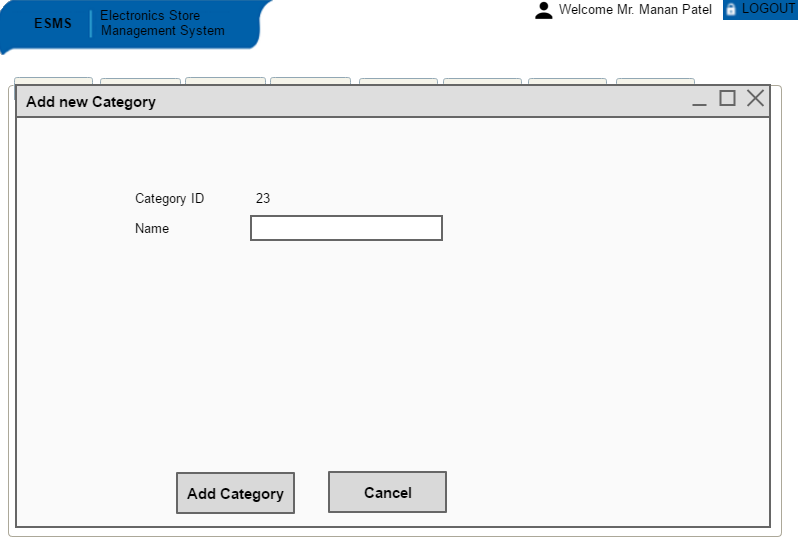 ESMS
Electronics Store
Management System
Welcome Mr. Manan Patel
LOGOUT
Add new Category
Category ID 23
Name
Add Category
Cancel